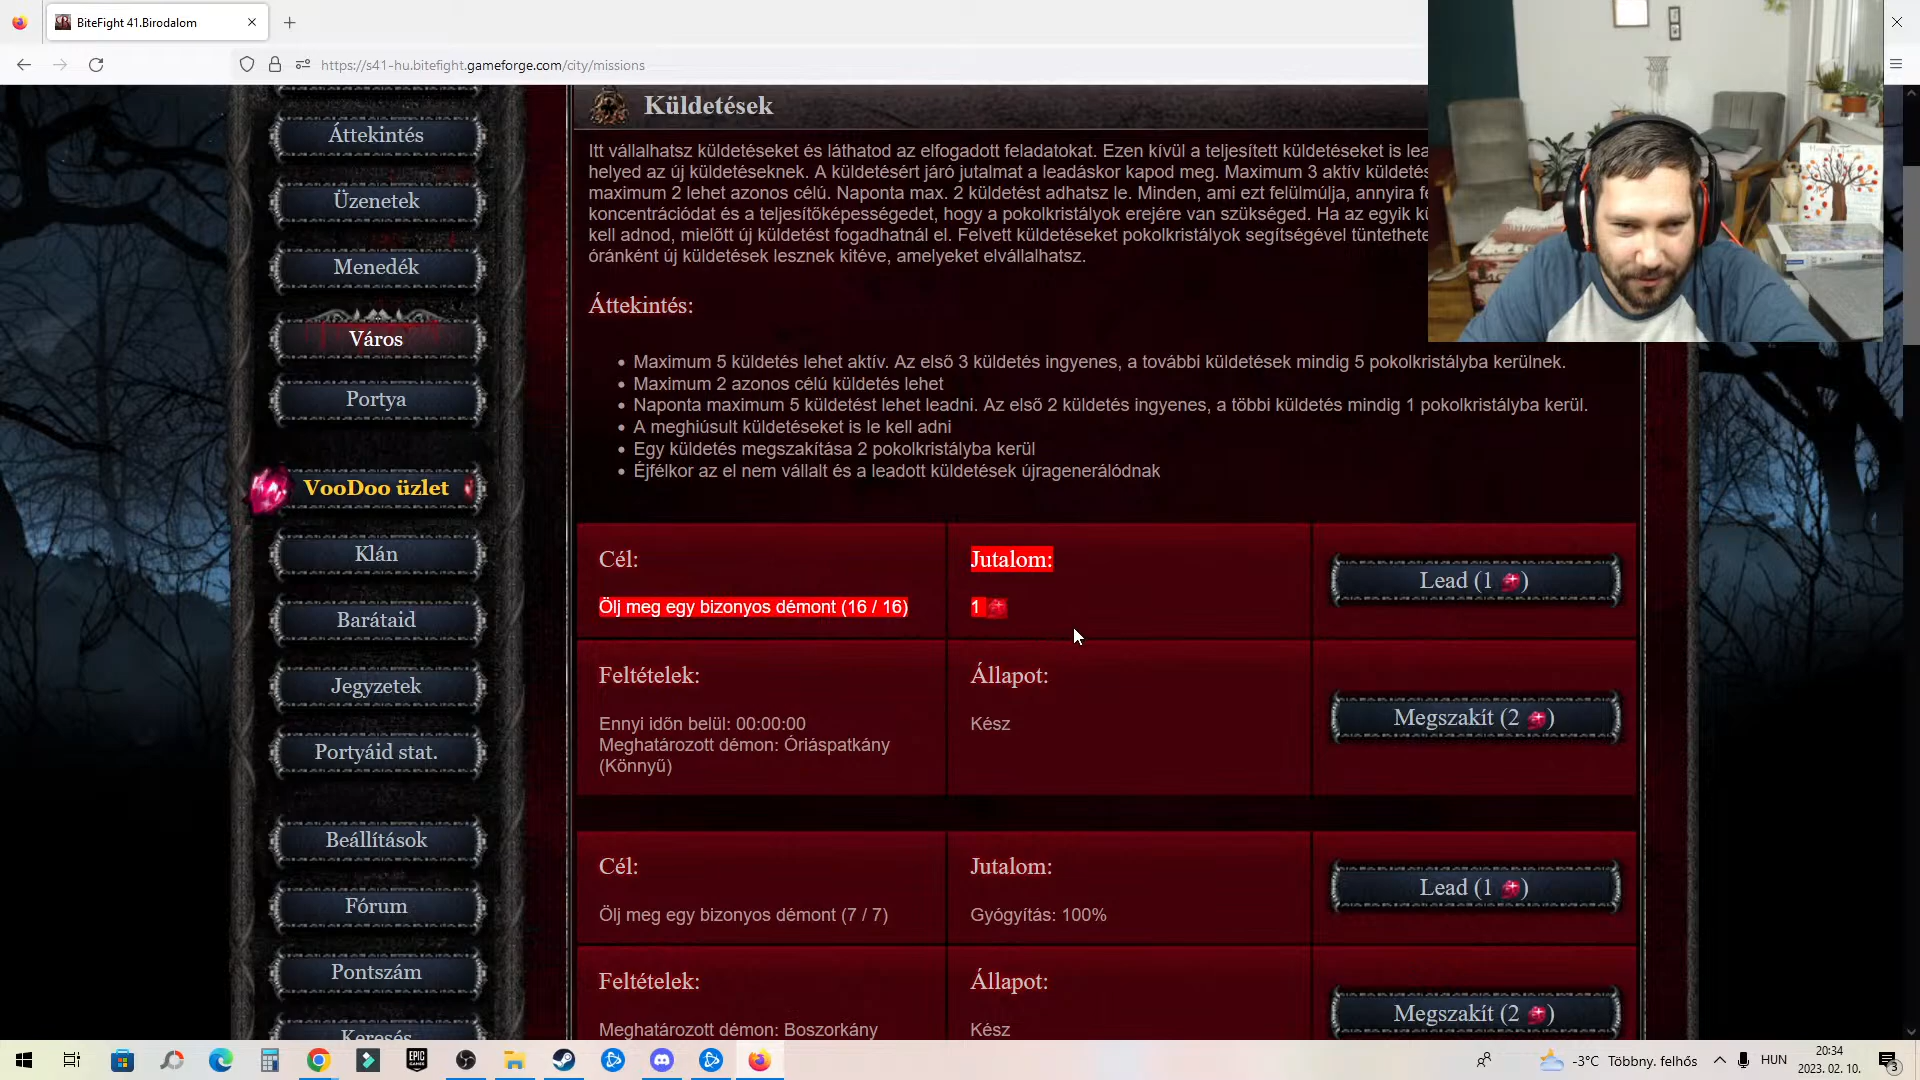 BiteFight 41.Birodalom
https://s41-hu.bitefight.gameforge.com/city/missions
Áttekintés
Üzenetek
Menedék
Város
Portya
VooDoo üzlet
Klán
Barátaid
Jegyzetek
Portyáid stat.
Beállítások
Fórum
Pontszám
Keresés
Küldetések
Itt vállalhatsz küldetéseket és láthatod az elfogadott feladatokat. Ezen kívül a teljesített küldetéseket is
helyed az új küldetéseknek. A küldetésért járó jutalmat a leadáskor kapod meg. Maximum 3 aktív
maximum 2 lehet azonos célú. Naponta max. 2 küldetést adhatsz le. Minden, ami ezt felülmúlja, annyira
koncentrációdat és a teljesítőképességedet, hogy a pokolkristályok erejére van szükséged. Ha az egyik
kell adnod, mielőtt új küldetést fogadhatnál el. Felvett küldetéseket pokolkristályok segítségével
óránként új küldetések lesznek kitéve, amelyeket elvállalhatsz.
Áttekintés:
Maximum 5 küldetés lehet aktív. Az első 3 küldetés ingyenes, a további küldetések mindig 5 pokolkristályba kerülnek.
Maximum 2 azonos célú küldetés lehet
Naponta maximum 5 küldetést lehet leadni. Az első 2 küldetés ingyenes, a többi küldetés mindig 1 pokolkristályba kerül.
A meghiúsult küldetéseket is le kell adni
Egy küldetés megszakítása 2 pokolkristályba kerül
Éjfélkor az el nem vállalt és a leadott küldetések újragenerálódnak
Cél:
Ölj meg egy bizonyos démont (16 / 16)
Jutalom:
1
Lead (1 )
Feltételek:
Ennyi időn belül: 00:00:00
Meghatározott démon: Óriáspatkány
(Könnyű)
Állapot:
Kész
Megszakít (2 )
Cél:
Ölj meg egy bizonyos démont (7 / 7)
Jutalom:
Gyógyítás: 100%
Lead (1 )
Feltételek:
Meghatározott démon: Boszorkány
Állapot:
Kész
Megszakít (2 )
EPIC
GAMES
-3°C Többny. felhős
HUN
20:34
2023. 02. 10.
3